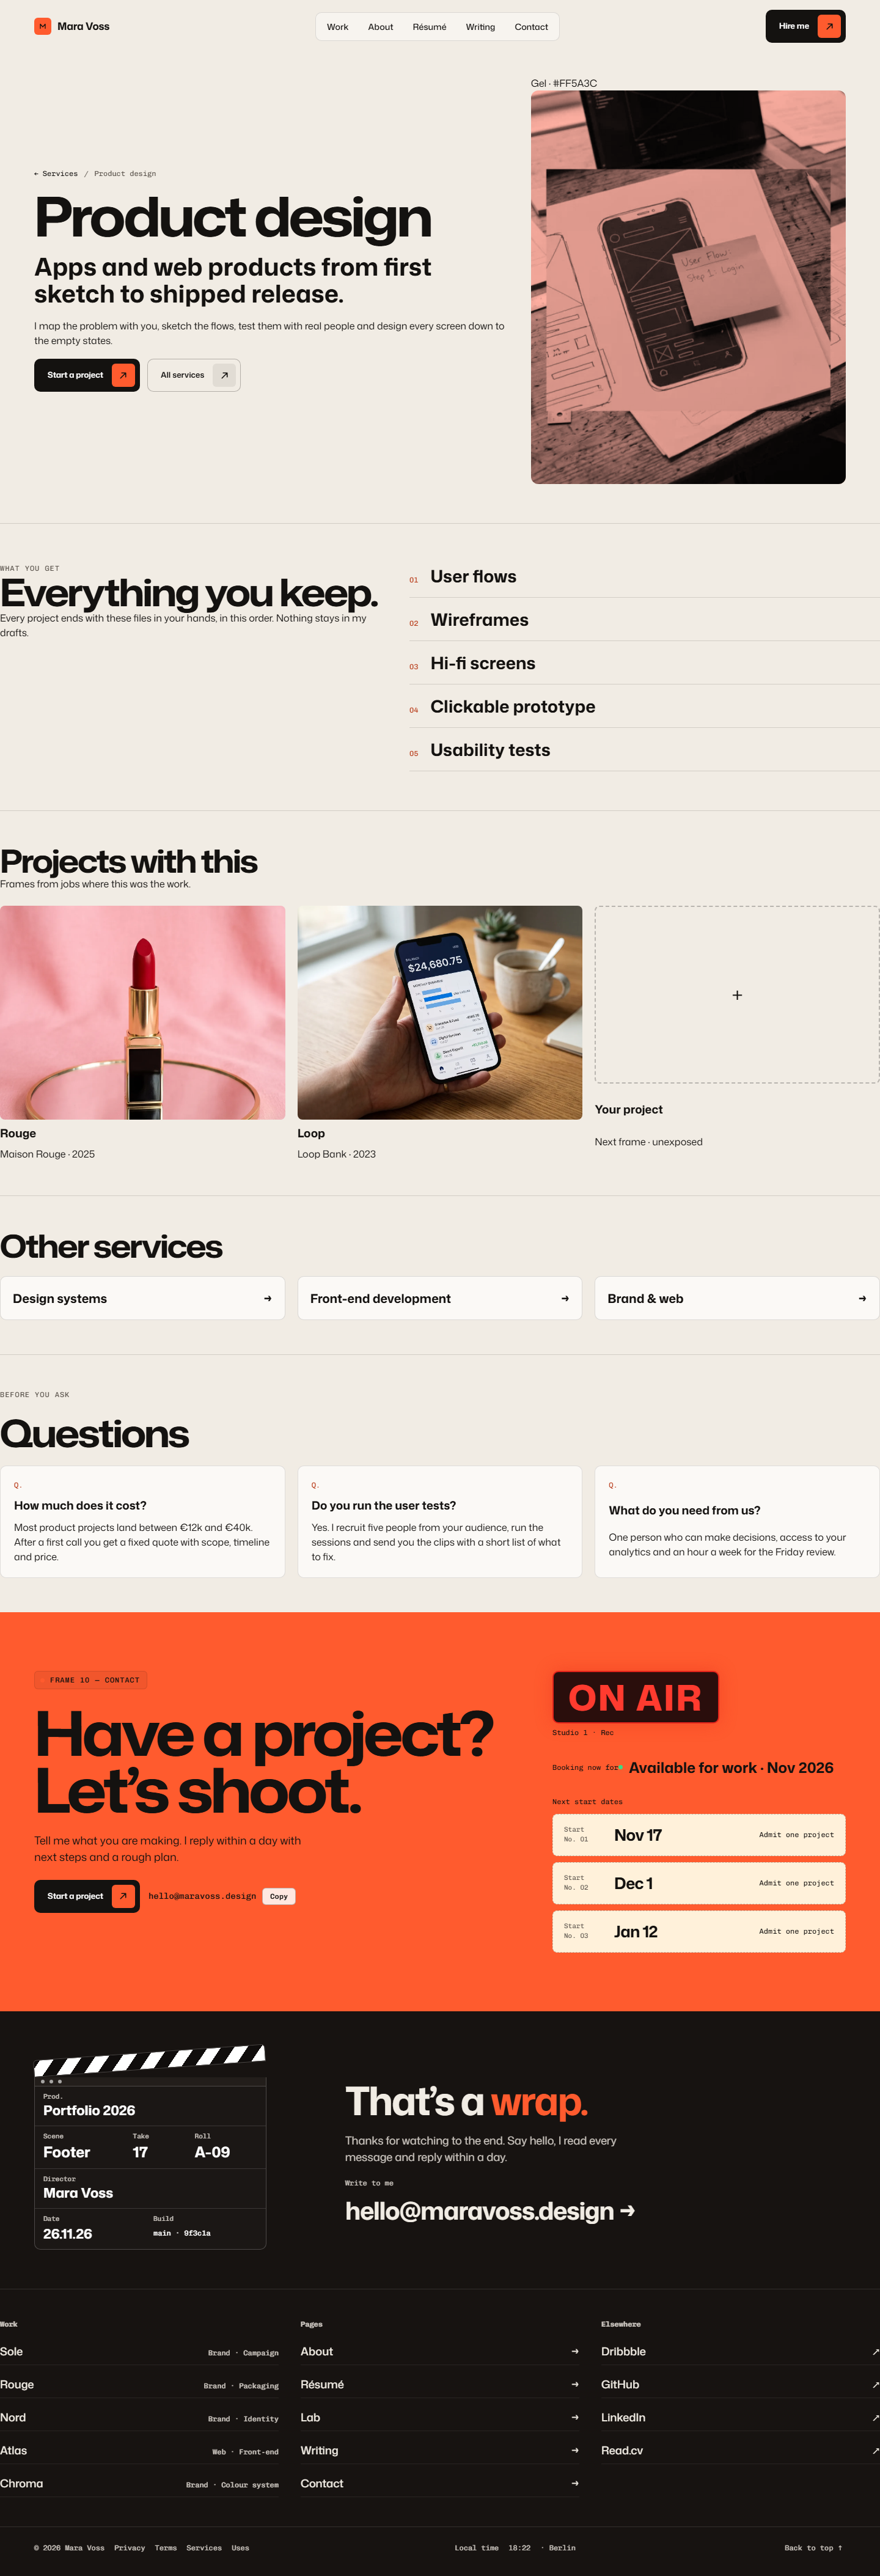 M Mara Voss
Work About Résumé Writing Contact
Hire me
Gel · #FF5A3C
← Services / Product design
Product design
Apps and web products from first
sketch to shipped release.
I map the problem with you, sketch the flows, test them with real people and design every screen down to
the empty states.
Start a project
All services
User Flow:
Step 1: Login
WHAT YOU GET
Everything you keep.
Every project ends with these files in your hands, in this order. Nothing stays in my
drafts.
01 User flows
02 Wireframes
03 Hi-fi screens
04 Clickable prototype
05 Usability tests
Projects with this
Frames from jobs where this was the work.
$24,680.75
+
Rouge
Maison Rouge · 2025
Loop
Loop Bank · 2023
Your project
Next frame · unexposed
Other services
Design systems →
Front-end development →
Brand & web →
BEFORE YOU ASK
Questions
Q.
How much does it cost?
Most product projects land between €12k and €40k.
After a first call you get a fixed quote with scope, timeline
and price.
Q.
Do you run the user tests?
Yes. I recruit five people from your audience, run the
sessions and send you the clips with a short list of what
to fix.
Q.
What do you need from us?
One person who can make decisions, access to your
analytics and an hour a week for the Friday review.
FRAME 10 — CONTACT
Have a project?
Let's shoot.
Tell me what you are making. I reply within a day with
next steps and a rough plan.
Start a project
hello@maravoss.design Copy
ON AIR
Studio 1 · Rec
Booking now for Available for work · Nov 2026
Next start dates
Start
No. 01
Nov 17
Admit one project
Start
No. 02
Dec 1
Admit one project
Start
No. 03
Jan 12
Admit one project
Prod.
Portfolio 2026
Scene Take Roll
Footer 17 A-09
Director
Mara Voss
Date Build
26.11.26 main · 9f3c1a
That's a wrap.
Thanks for watching to the end. Say hello, I read every
message and reply within a day.
Write to me
hello@maravoss.design →
Work
Sole Brand · Campaign
Rouge Brand · Packaging
Nord Brand · Identity
Atlas Web · Front-end
Chroma Brand · Colour system
Pages
About →
Résumé →
Lab →
Writing →
Contact →
Elsewhere
Dribbble ↗
GitHub ↗
LinkedIn ↗
Read.cv ↗
© 2026 Mara Voss Privacy Terms Services Uses
Local time 18:22 · Berlin
Back to top ↑